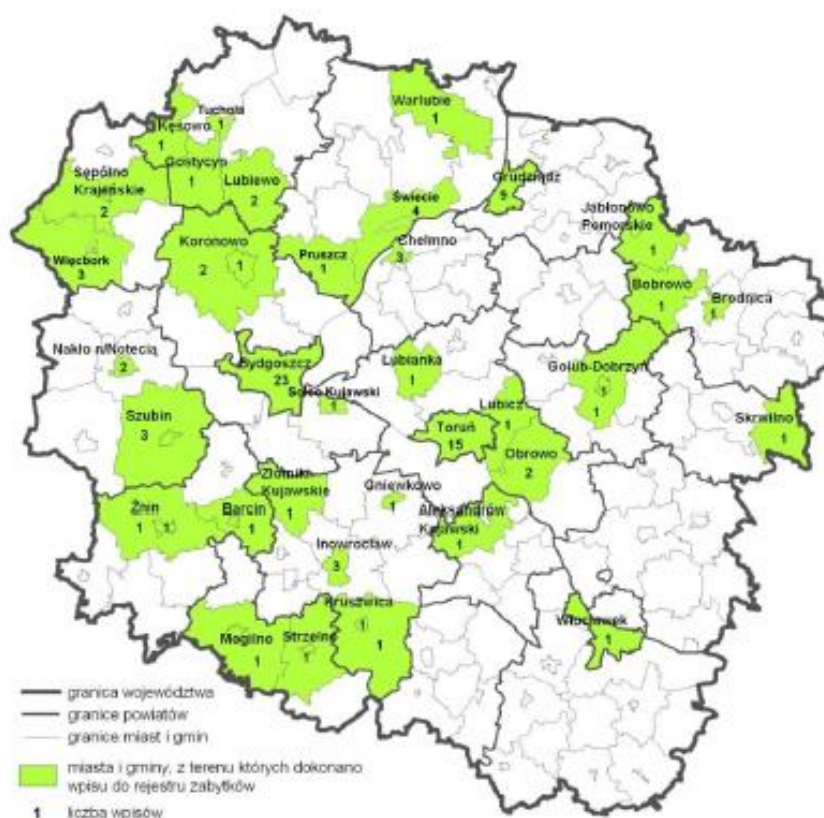 Warlubie
1
Tuchola
1
Kęsowo
1
Gostycyn
1
Lubiewo
2
Sępólno
Krajeńskie
2
Więcbork
3
Grudziądz
9
Świecie
4
Chełmno
3
Pruszcz
1
Koronowo
2
1
Jabłonowo
Pomorskie
1
Bobrowo
1
Brodnica
1
Nakło n/Notecią
2
Bydgoszcz
23
Solec Kujawski
1
Łubianka
1
Golub-Dobrzyń
1
1
Szubin
3
Toruń
15
Lubicz
1
Obrowo
2
Skrwilno
1
Żnin
1
1
Barcin
1
Złotniki
Kujawskie
1
Gniewkowo
1
Aleksandrów
Kujawski
1
Inowrocław
3
Kruszwica
1
1
Mogilno
1
Strzelno
1
Włocławek
1
granica województwa
granice powiatów
granice miast i gmin
miasta i gminy, z terenu których dokonano
wpisu do rejestru zabytków
1 liczba wpisów